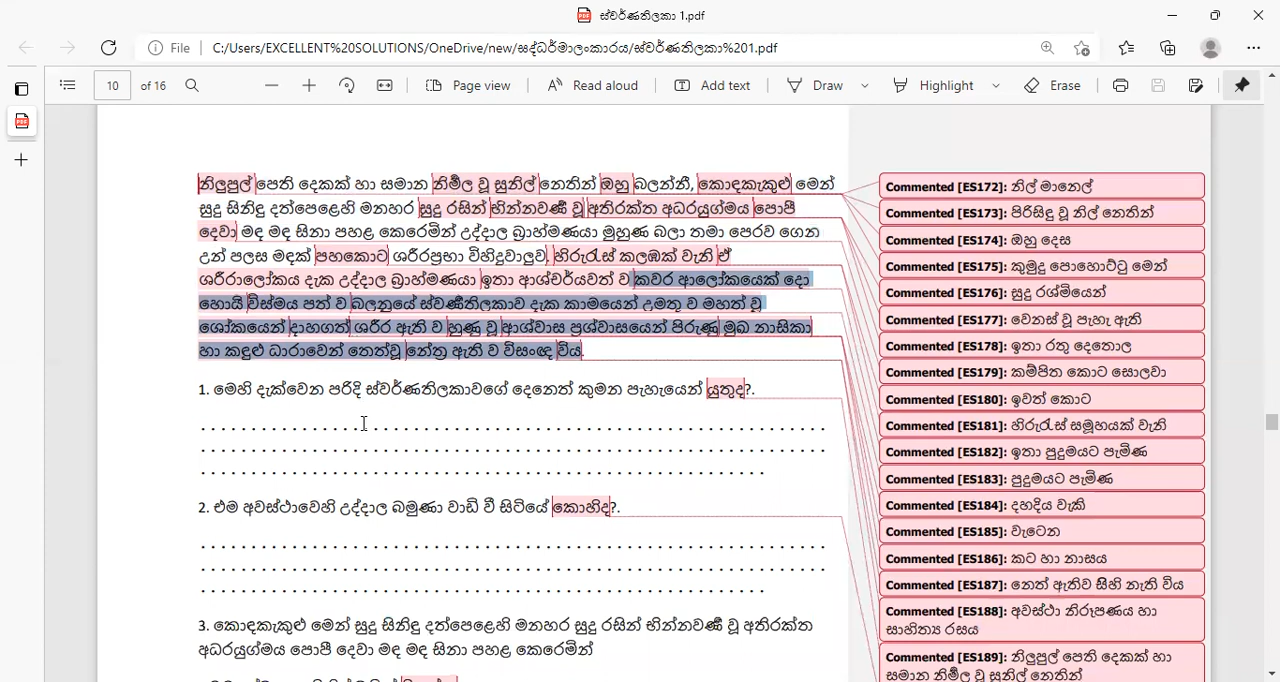 ස්වර්ණතිලකා 1.pdf
File
C:/Users/EXCELLENT%20SOLUTIONS/OneDrive/new/සද්ධර්මාලංකාරය/ස්වර්ණතිලකා%201.pdf
10 of 16
Page view
Read aloud
Add text
Draw
Highlight
Erase
නිලුපුල් පෙති දෙකක් හා සමාන නිර්මල වූ සුනිල් නෙතින් ඔහු බලන්නී, කොඳකැකුළු මෙන්
සුදු සිනිඳු දත්පෙළෙහි මනහර සුදු රසින් භින්නවර්ණ වූ අතිරක්ත අධරයුග්මය පොපි
දෙවා මඳ මඳ සිනා පහළ කෙරෙමින් උද්දාල බ්‍රාහ්මණයා මුහුණ බලා තමා පෙරව ගෙන
උන් පලස මඳක් පහකොට ශරීරප්‍රභා විහිදුවාලුව, හිරුරැස් කලඹක් වැනි ඒ
ශරීරාලෝකය දැක උද්දාල බ්‍රාහ්මණයා ඉතා ආශ්චර්යවත් ව කවර ආලෝකයෙක් දො
හොයි විස්මය පත් ව බලනුයේ ස්වර්ණතිලකාව දැක කාමයෙන් උමතු ව මහත් වූ
ශෝකයෙන් දාහගත් ශරීර ඇති ව හුණු වූ ආශ්වාස ප්‍රශ්වාසයෙන් පිරුණු මුඛ නාසිකා
හා කඳුළු ධාරාවෙන් තෙත්වූ නේත්‍ර ඇති ව විසංඥ විය.
1. මෙහි දැක්වෙන පරිදි ස්වර්ණතිලකාවගේ දෙනෙත් කුමන පැහැයෙන් යුතුද?.
2. එම අවස්ථාවෙහි උද්දාල බමුණා වාඩි වී සිටියේ කොහිද?.
3. කොඳකැකුළු මෙන් සුදු සිනිඳු දත්පෙළෙහි මනහර සුදු රසින් භින්නවර්ණ වූ අතිරක්ත
අධරයුග්මය පොපි දෙවා මඳ මඳ සිනා පහළ කෙරෙමින්
Commented [ES172]: නිල් මානෙල්
Commented [ES173]: පිරිසිඳු වූ නිල් නෙතින්
Commented [ES174]: ඔහු දෙස
Commented [ES175]: කුමුදු පොහොට්ටු මෙන්
Commented [ES176]: සුදු රශ්මියෙන්
Commented [ES177]: වෙනස් වූ පැහැ ඇති
Commented [ES178]: ඉතා රතු දෙතොල
Commented [ES179]: කම්පිත කොට සොලවා
Commented [ES180]: ඉවත් කොට
Commented [ES181]: හිරුරැස් සමූහයක් වැනි
Commented [ES182]: ඉතා පුදුමයට පැමිණ
Commented [ES183]: පුදුමයට පැමිණ
Commented [ES184]: දහදිය වැකි
Commented [ES185]: වැටෙන
Commented [ES186]: කට හා නාසය
Commented [ES187]: නෙත් ඇතිව සිහි නැති විය
Commented [ES188]: අවස්ථා නිරූපණය හා
සාහිත්‍ය රසය
Commented [ES189]: නිලුපුල් පෙති දෙකක් හා
සමාන නිර්මල වූ සුනිල් නෙතින්